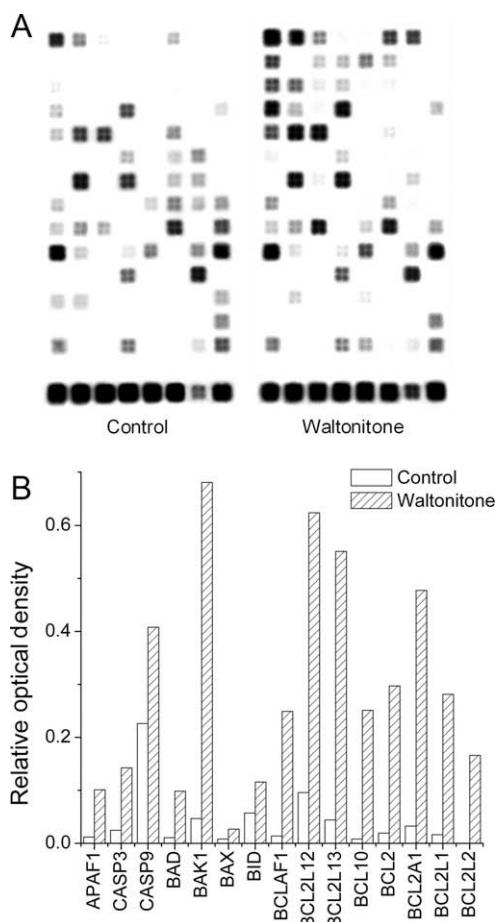 A
Control Waltonitone
B
Control
Waltonitone
Relative optical density
0.6
0.4
0.2
0.0
APAF1
CASP3
CASP9
BAD
BAK1
BAX
BID
BCLAF1
BCL2L12
BCL2L13
BCL10
BCL2
BCL2A1
BCL2L1
BCL2L2